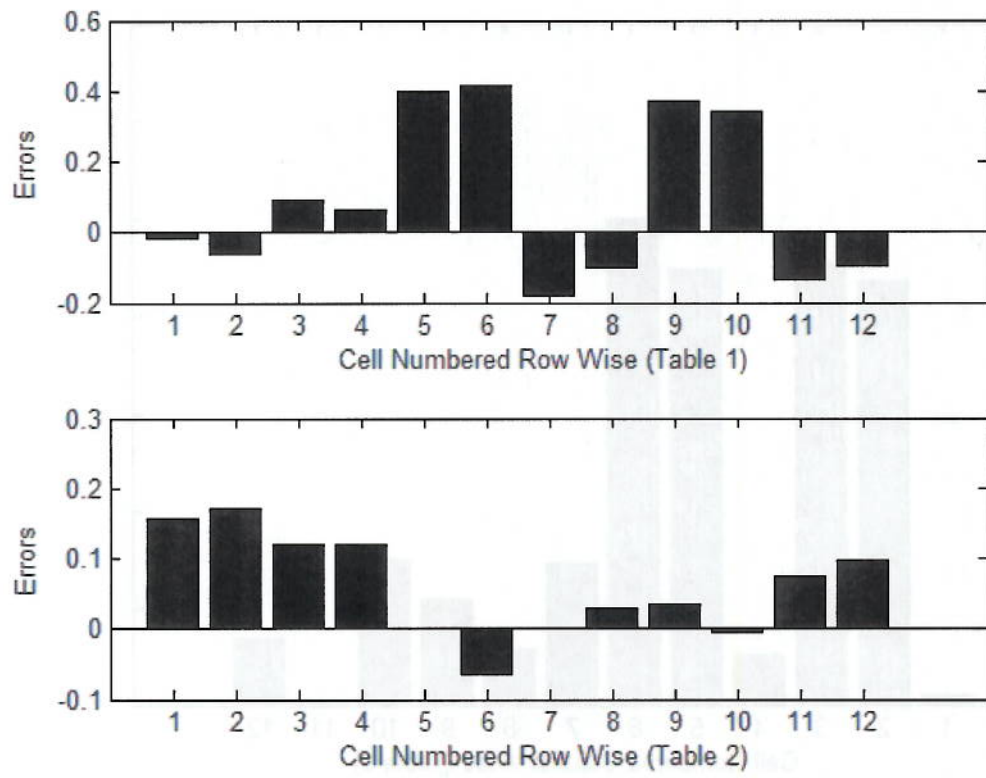 0.6
0.4
0.2
0
-0.2
Errors
1 2 3 4 5 6 7 8 9 10 11 12
Cell Numbered Row Wise (Table 1)
0.3
0.2
0.1
0
-0.1
Errors
1 2 3 4 5 6 7 8 9 10 11 12
Cell Numbered Row Wise (Table 2)